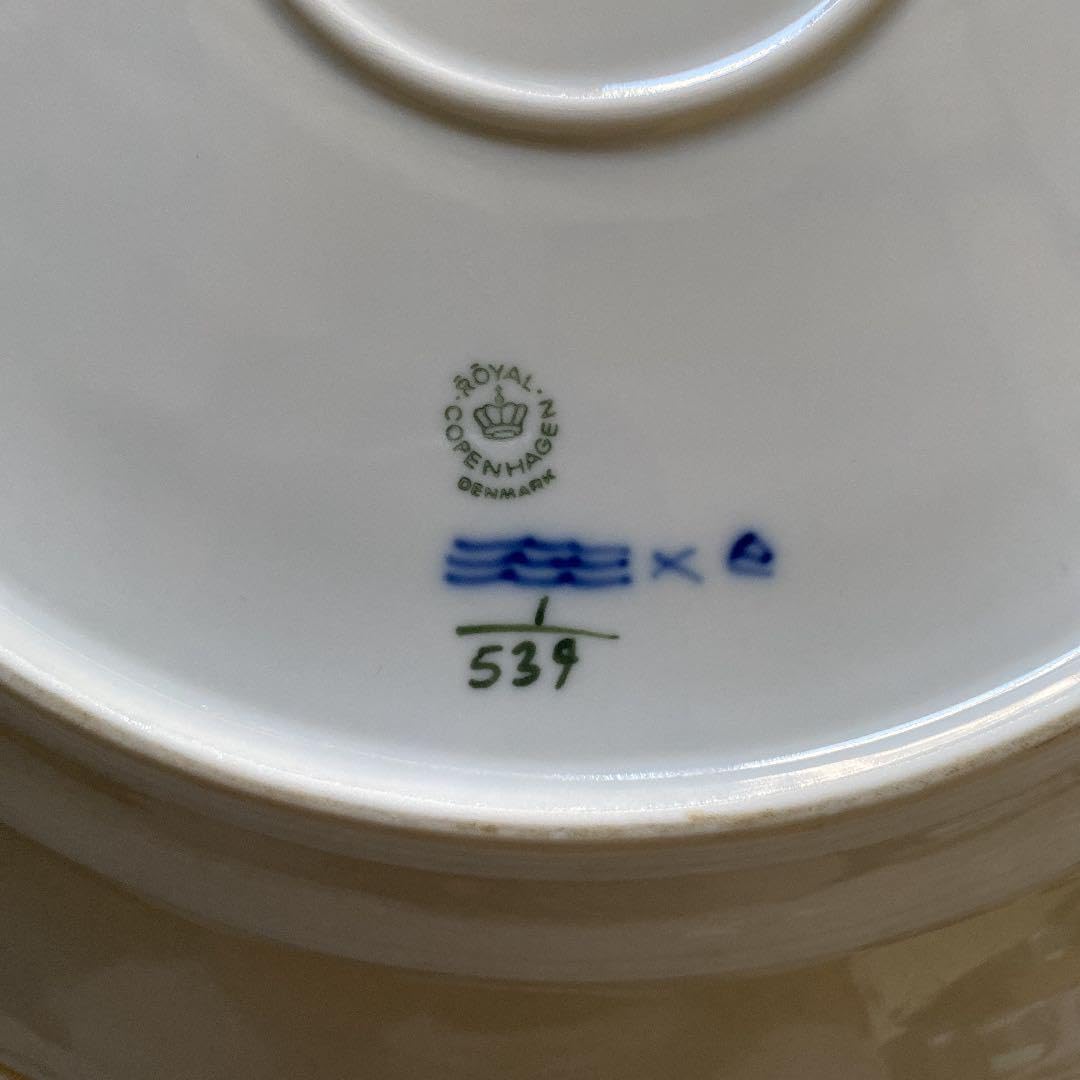 ROYAL
COPENHAGEN
DENMARK
X
1
539